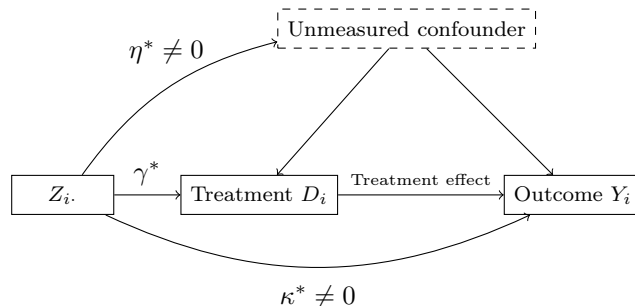 Unmeasured confounder
η* ≠ 0
γ*
Treatment effect
Z_i.
Treatment D_i
Outcome Y_i
κ* ≠ 0